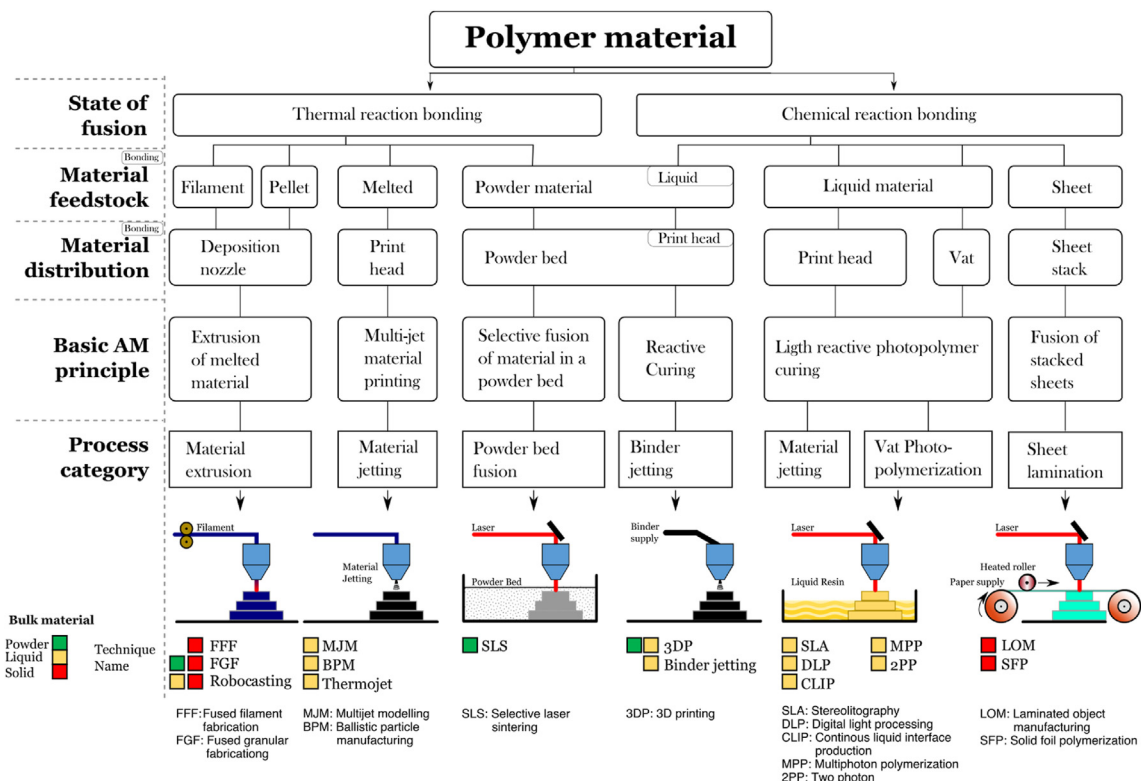 Polymer material
State of
fusion
Thermal reaction bonding
Chemical reaction bonding
Bonding
Material
feedstock
Filament
Pellet
Melted
Powder material
Liquid
Liquid material
Sheet
Bonding
Material
distribution
Deposition
nozzle
Print
head
Powder bed
Print head
Print head
Vat
Sheet
stack
Basic AM
principle
Extrusion
of melted
material
Multi-jet
material
printing
Selective fusion
of material in a
powder bed
Reactive
Curing
Ligth reactive photopolymer
curing
Fusion of
stacked
sheets
Process
category
Material
extrusion
Material
jetting
Powder bed
fusion
Binder
jetting
Material
jetting
Vat Photo-
polymerization
Sheet
lamination
Filament
Material
Jetting
Laser
Powder Bed
Binder
supply
Laser
Liquid Resin
Laser
Heated roller
Paper supply
Bulk material
Powder
Liquid
Solid
Technique
Name
FFF
FGF
Robocasting
MJM
BPM
Thermojet
SLS
3DP
Binder jetting
SLA
DLP
CLIP
MPP
2PP
LOM
SFP
FFF: Fused filament
fabrication
FGF: Fused granular
fabricationg
MJM: Multijet modelling
BPM: Ballistic particle
manufacturing
SLS: Selective laser
sintering
3DP: 3D printing
SLA: Stereolitography
DLP: Digital light processing
CLIP: Continous liquid interface
production
MPP: Multiphoton polymerization
2PP: Two photon
LOM: Laminated object
manufacturing
SFP: Solid foil polymerization